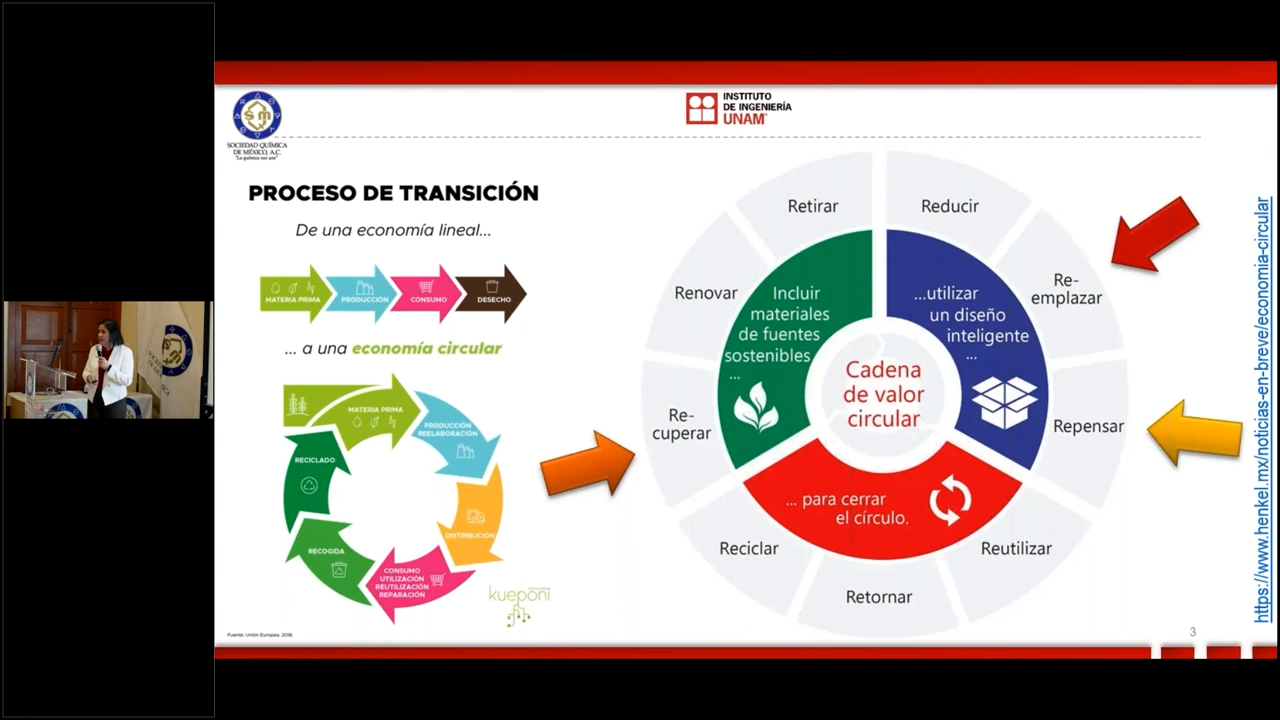 SOCIEDAD QUÍMICA
DE MÉXICO, A.C.
"La química nos une"
INSTITUTO
DE INGENIERÍA
UNAM
PROCESO DE TRANSICIÓN
De una economía lineal...
MATERIA PRIMA
PRODUCCIÓN
CONSUMO
DESECHO
... a una economía circular
MATERIA PRIMA
PRODUCCIÓN
REELABORACIÓN
DISTRIBUCIÓN
CONSUMO
UTILIZACIÓN
REUTILIZACIÓN
REPARACIÓN
RECOGIDA
RECICLADO
kueponi
Fuente: Unión Europea, 2018.
Retirar
Reducir
Re-
emplazar
Repensar
Reutilizar
Retornar
Reciclar
Re-
cuperar
Renovar
Incluir
materiales
de fuentes
sostenibles
...
...utilizar
un diseño
inteligente
...
... para cerrar
el círculo.
Cadena
de valor
circular
https://www.henkel.mx/noticias-en-breve/economia-circular
3